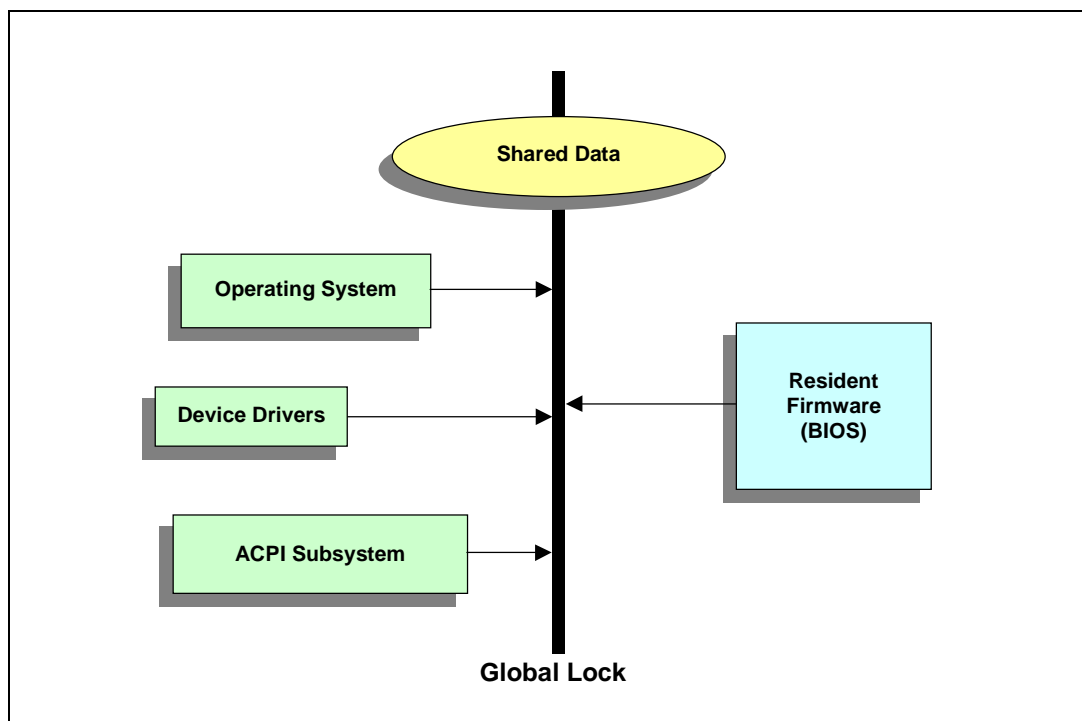 Shared Data
Operating System
Device Drivers
Resident
Firmware
(BIOS)
ACPI Subsystem
Global Lock